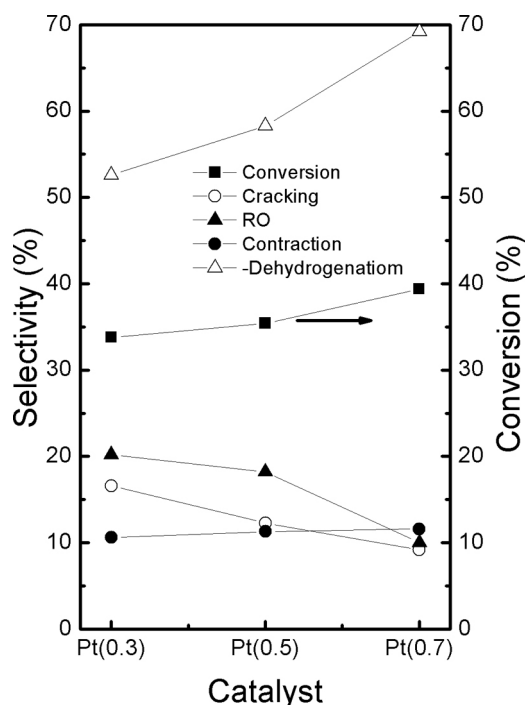 70
60
50
40
30
20
10
0
Selectivity (%)
70
60
50
40
30
20
10
0
Conversion (%)
Conversion
Cracking
RO
Contraction
-Dehydrogenatiom
Pt(0.3) Pt(0.5) Pt(0.7)
Catalyst